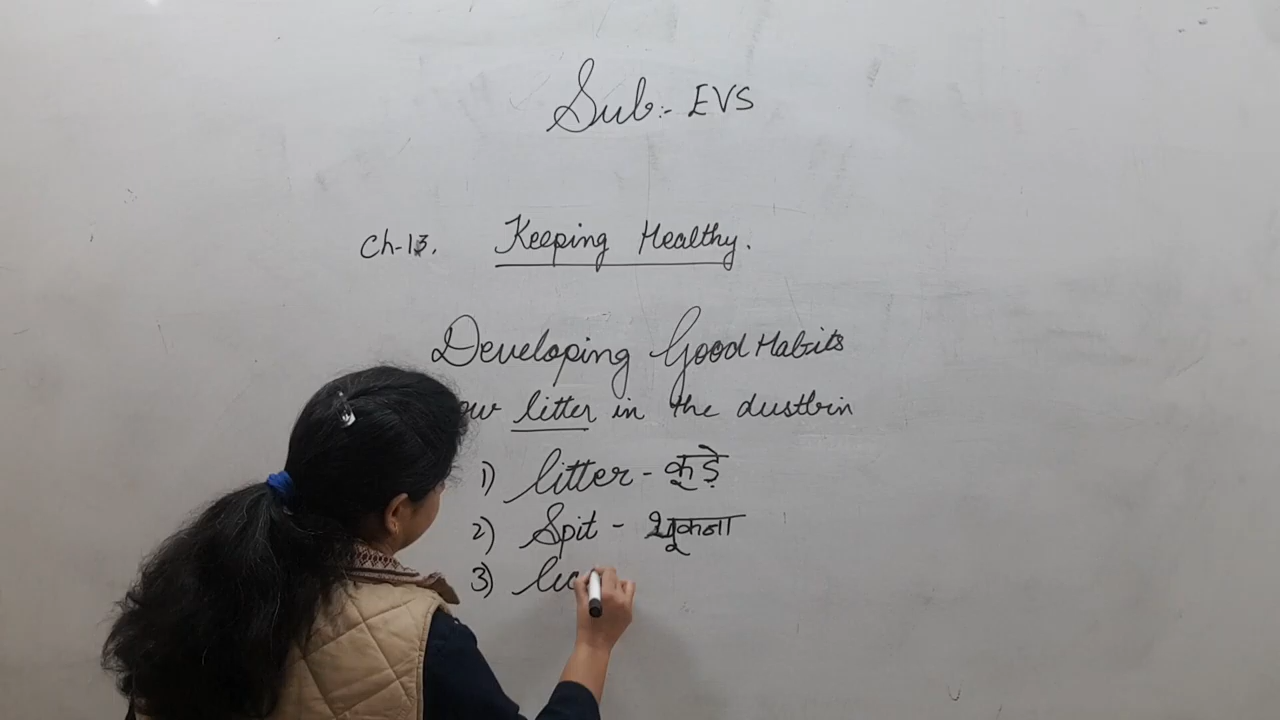 Sub:- EVS
Ch-13. Keeping Healthy.
Developing Good Habits
litter in the dustbin
1) litter - कूड़े
2) Spit - थूकना
3)